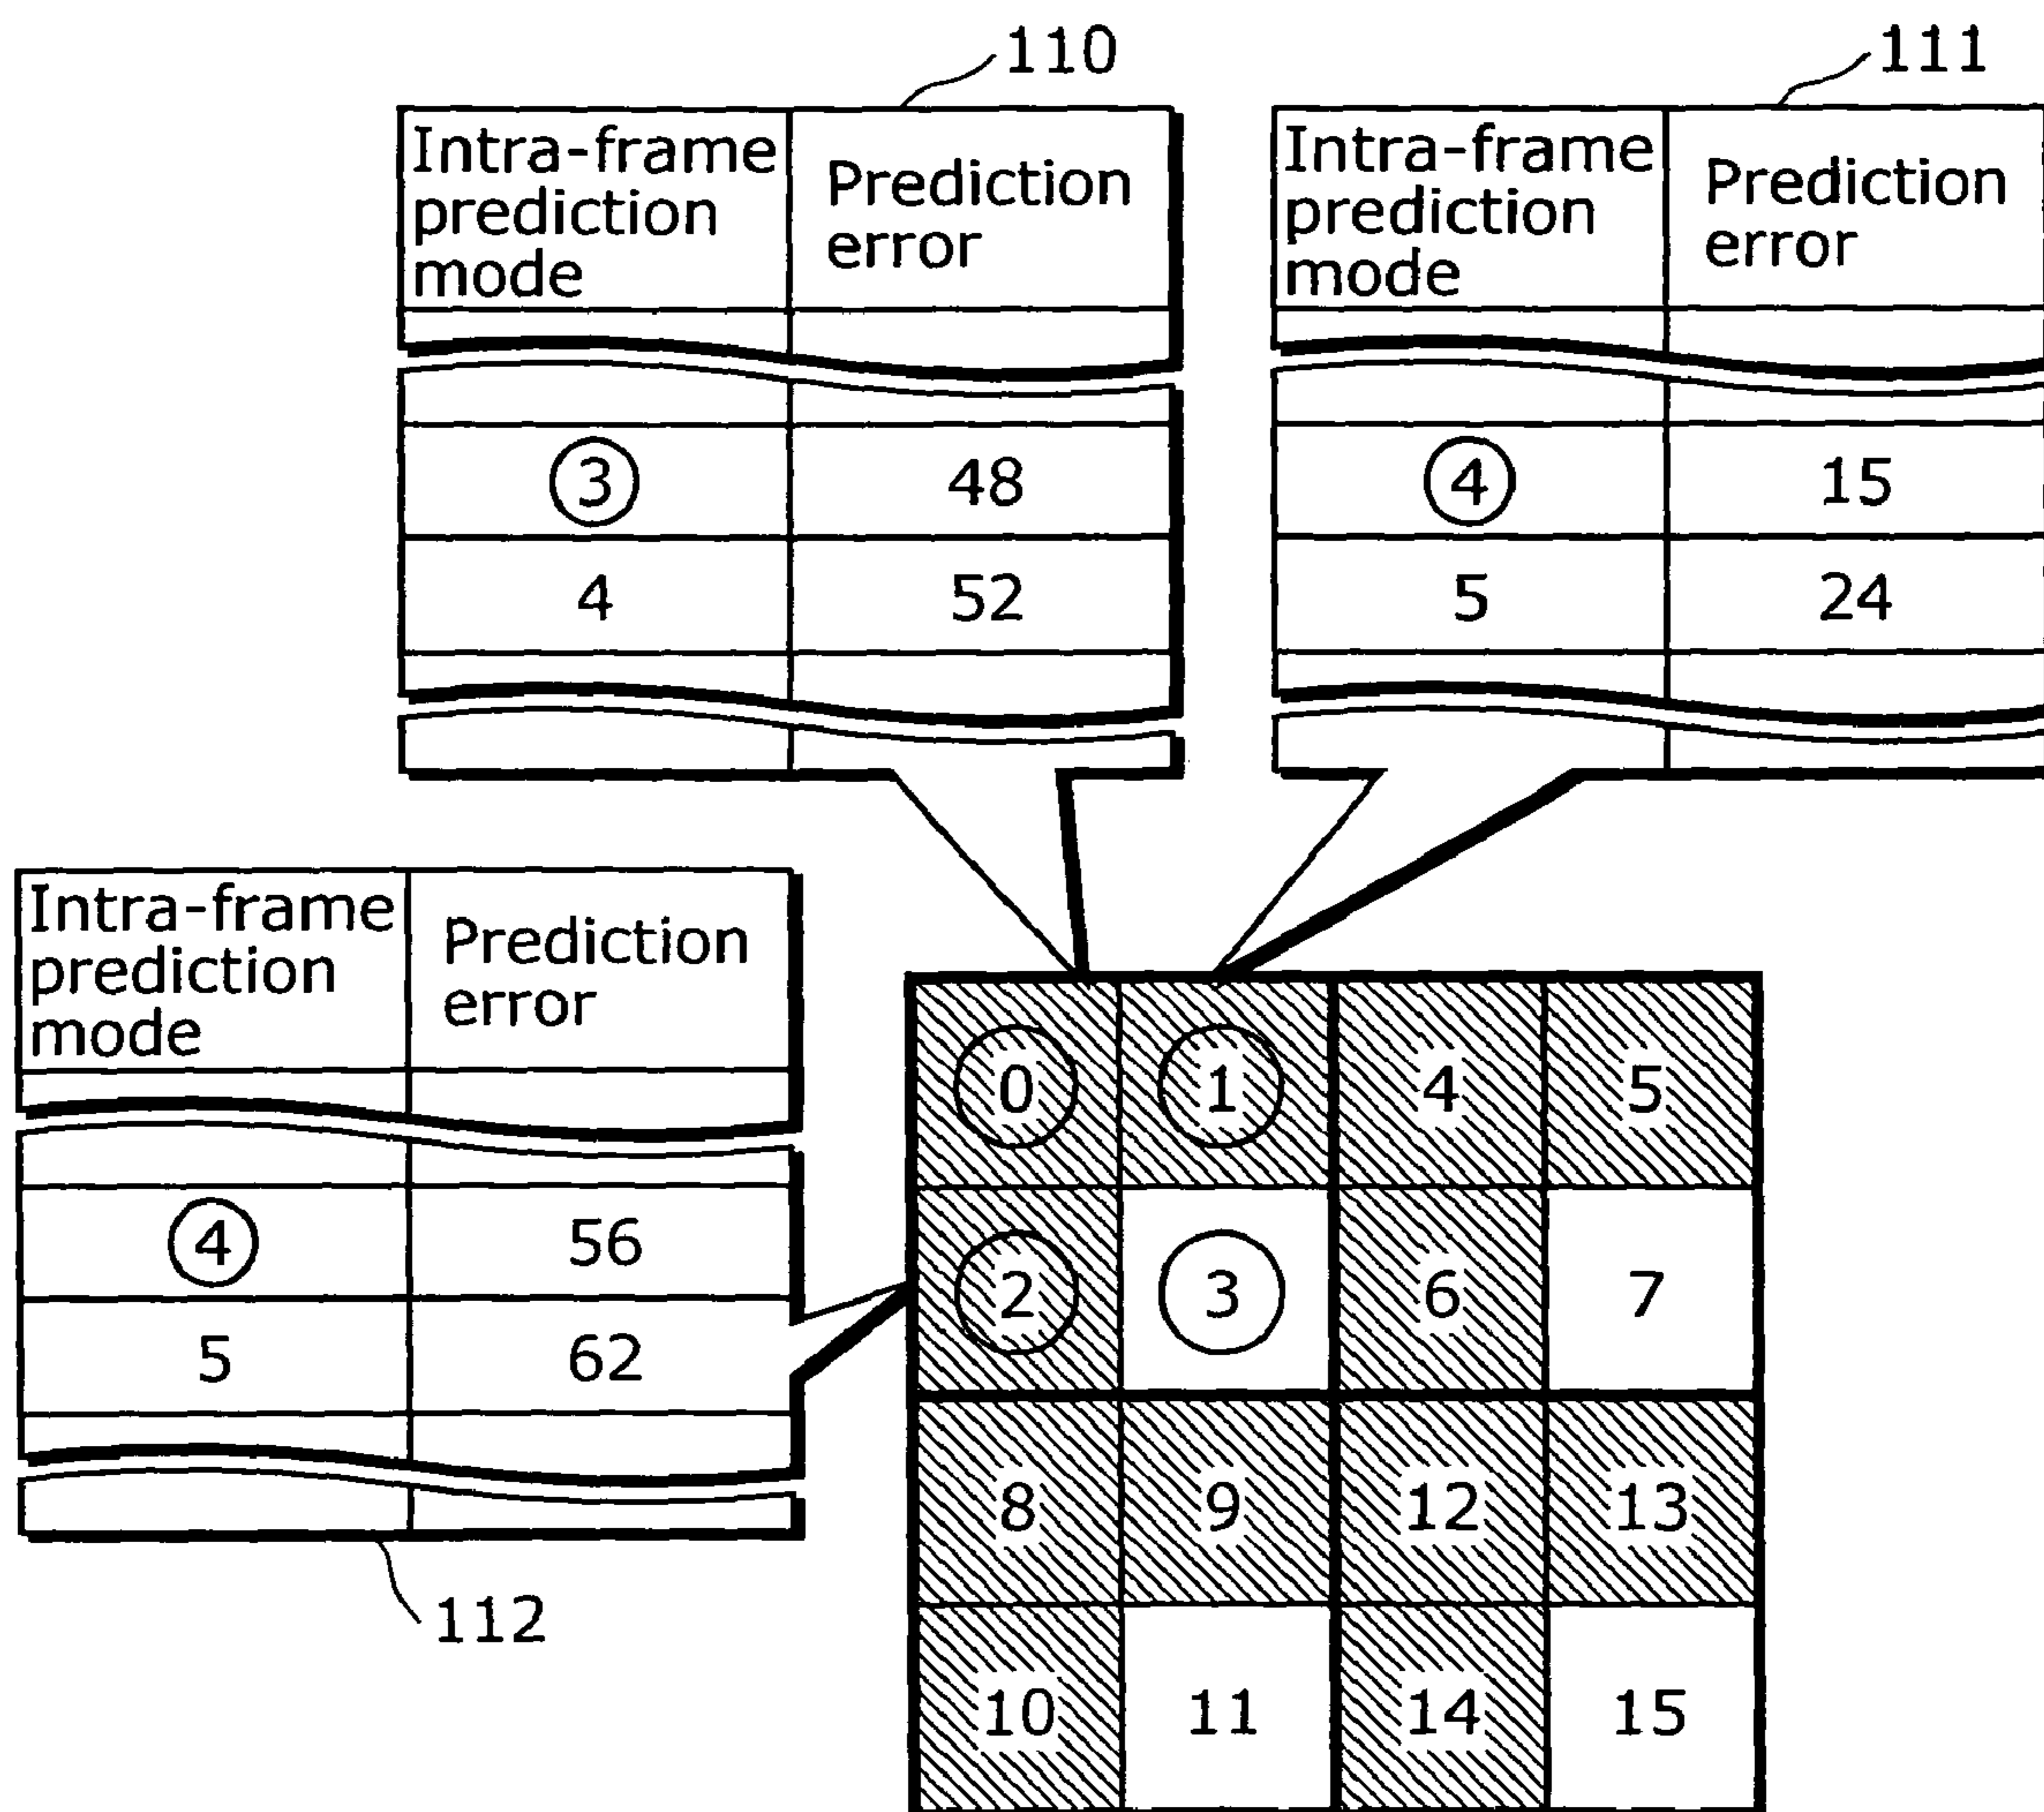 110
111
Intra-frame prediction mode
Prediction error
Intra-frame prediction mode
Prediction error
3 48
4 15
4 52
5 24
Intra-frame prediction mode
Prediction error
4 56
5 62
112
0 1 4 5
2 3 6 7
8 9 12 13
10 11 14 15